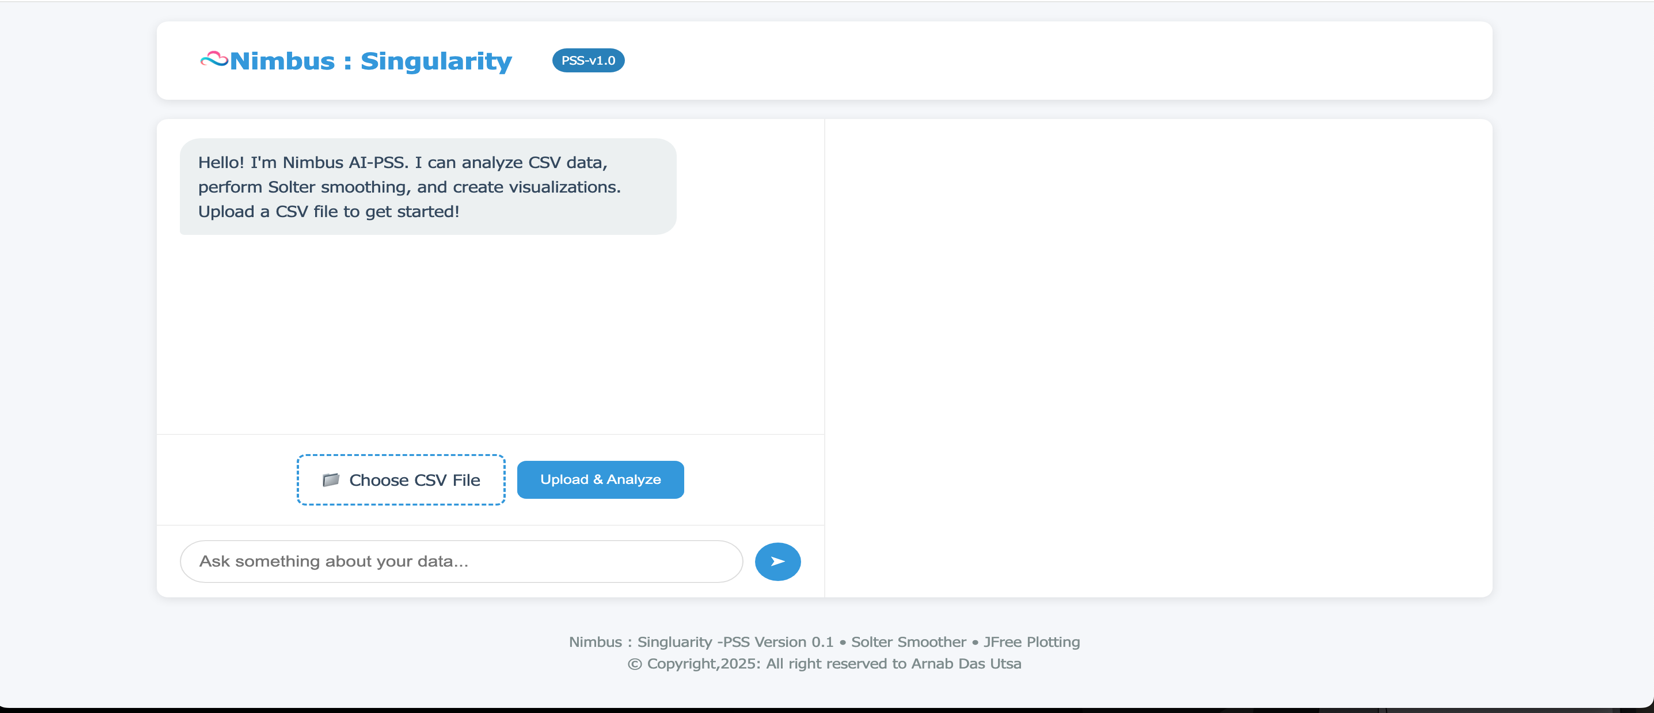 Nimbus : Singularity
PSS-v1.0
Hello! I'm Nimbus AI-PSS. I can analyze CSV data,
perform Solter smoothing, and create visualizations.
Upload a CSV file to get started!
Choose CSV File
Upload & Analyze
Ask something about your data...
Nimbus : Singluarity -PSS Version 0.1 • Solter Smoother • JFree Plotting
© Copyright,2025: All right reserved to Arnab Das Utsa